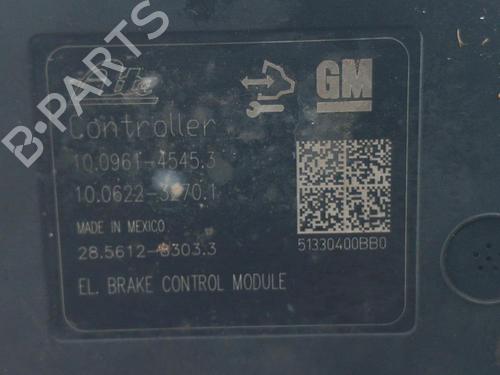 Ate
GM
Controller
10.0961-4545.3
10.0622-3270.1
MADE IN MEXICO
28.5612-8303.3
51330400BB0
EL. BRAKE CONTROL MODULE
B-PARTS